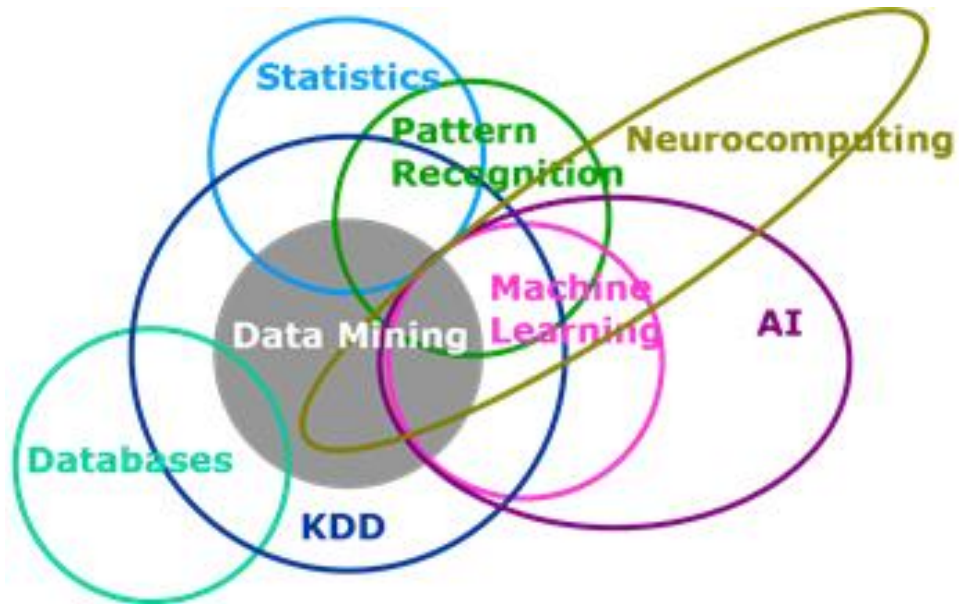 Statistics
Pattern
Recognition
Neurocomputing
Machine
Learning
AI
Data Mining
Databases
KDD